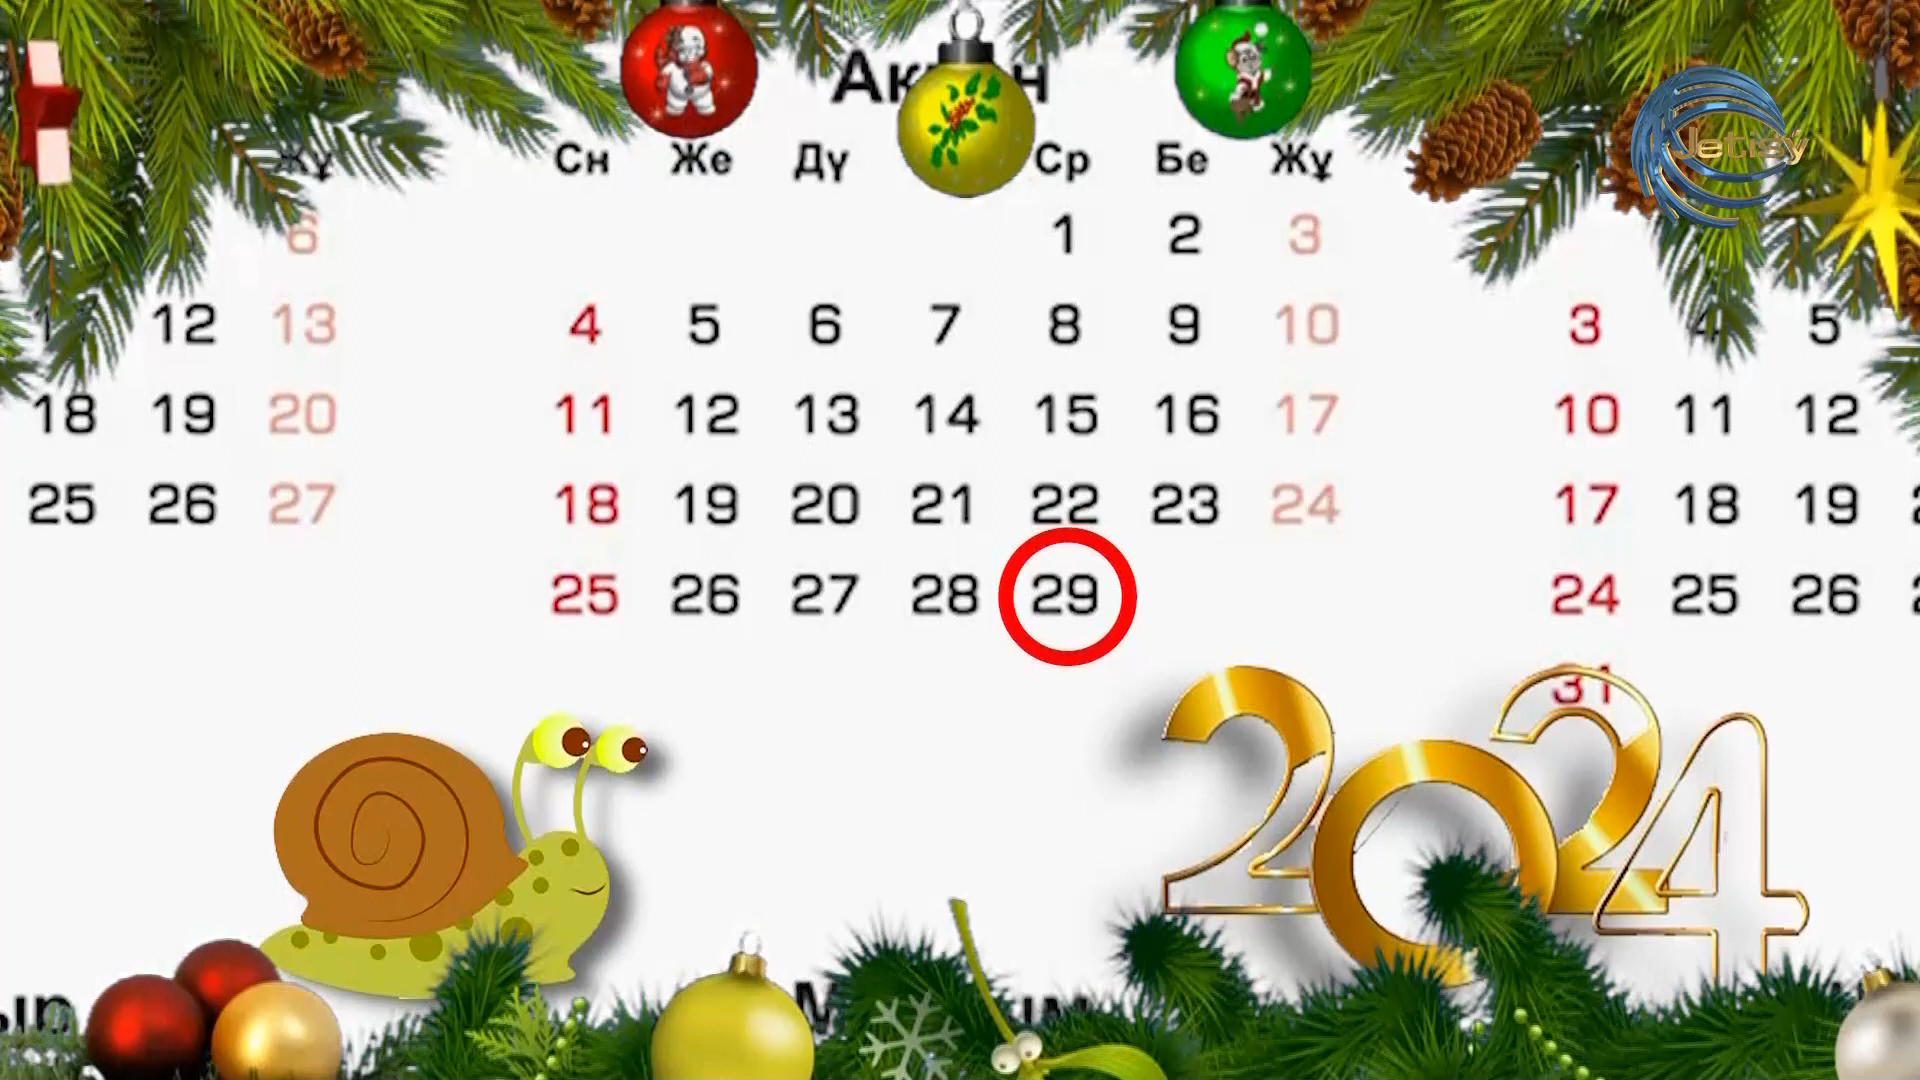 Jetisy
Жұ Сн Же Дү Ср Бе Жұ
6 1 2 3
12 13 4 5 6 7 8 9 10 3 4 5
18 19 20 11 12 13 14 15 16 17 10 11 12
25 26 27 18 19 20 21 22 23 24 17 18 19
25 26 27 28 29 24 25 26
31
2024